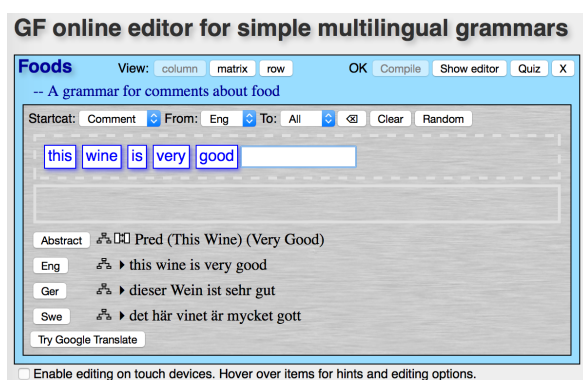 GF online editor for simple multilingual grammars
Foods View: column matrix row OK Compile Show editor Quiz X
-- A grammar for comments about food
Startcat: Comment From: Eng To: All ⌫ Clear Random
this wine is very good
Abstract Pred (This Wine) (Very Good)
Eng this wine is very good
Ger dieser Wein ist sehr gut
Swe det här vinet är mycket gott
Try Google Translate
Enable editing on touch devices. Hover over items for hints and editing options.